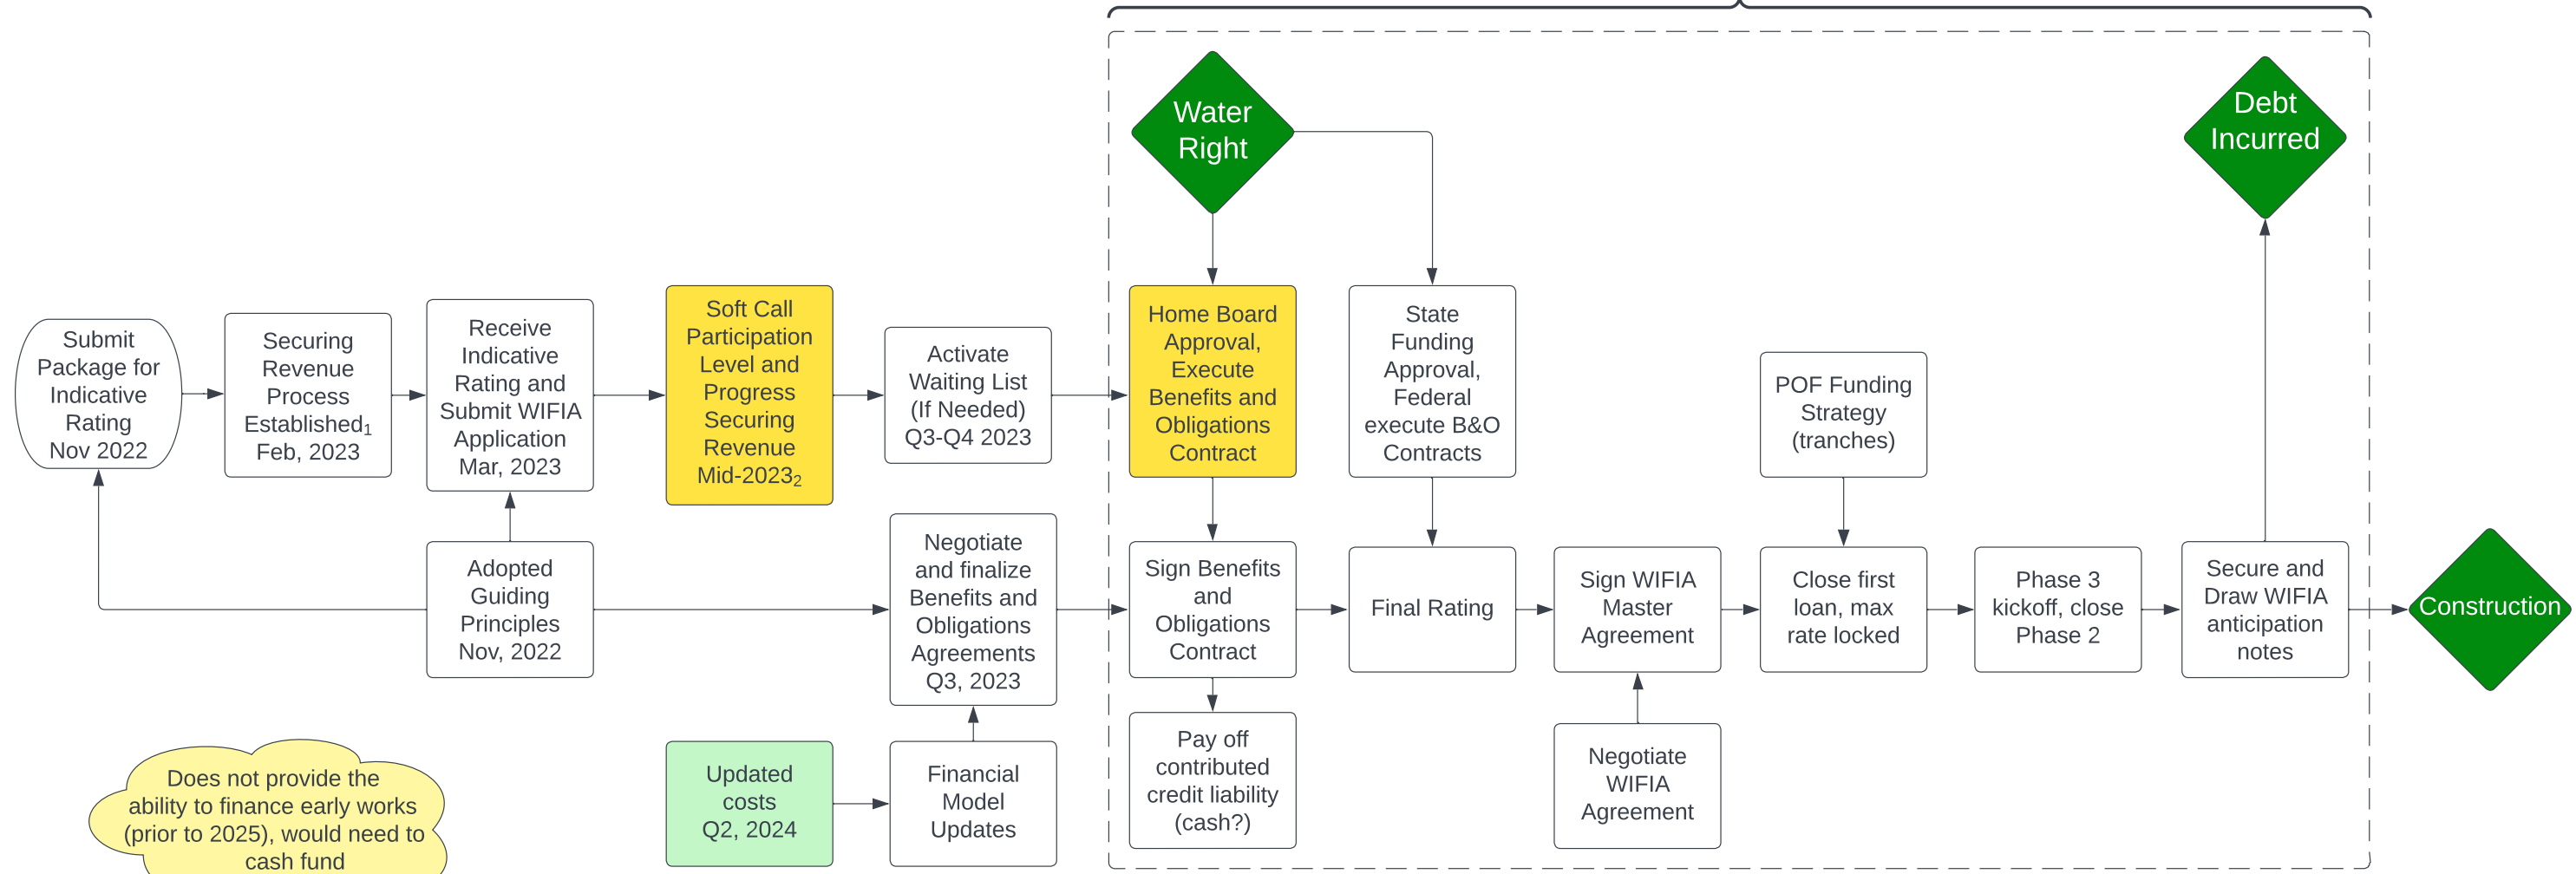 Water
Right
Debt
Incurred
Submit
Package for
Indicative
Rating
Nov 2022
Securing
Revenue
Process
Established1
Feb, 2023
Receive
Indicative
Rating and
Submit WIFIA
Application
Mar, 2023
Soft Call
Participation
Level and
Progress
Securing
Revenue
Mid-20232
Activate
Waiting List
(If Needed)
Q3-Q4 2023
Home Board
Approval,
Execute
Benefits and
Obligations
Contract
State
Funding
Approval,
Federal
execute B&O
Contracts
POF Funding
Strategy
(tranches)
Adopted
Guiding
Principles
Nov, 2022
Negotiate
and finalize
Benefits and
Obligations
Agreements
Q3, 2023
Sign Benefits
and
Obligations
Contract
Final Rating
Sign WIFIA
Master
Agreement
Close first
loan, max
rate locked
Phase 3
kickoff, close
Phase 2
Secure and
Draw WIFIA
anticipation
notes
Construction
Does not provide the
ability to finance early works
(prior to 2025), would need to
cash fund
Updated
costs
Q2, 2024
Financial
Model
Updates
Pay off
contributed
credit liability
(cash?)
Negotiate
WIFIA
Agreement